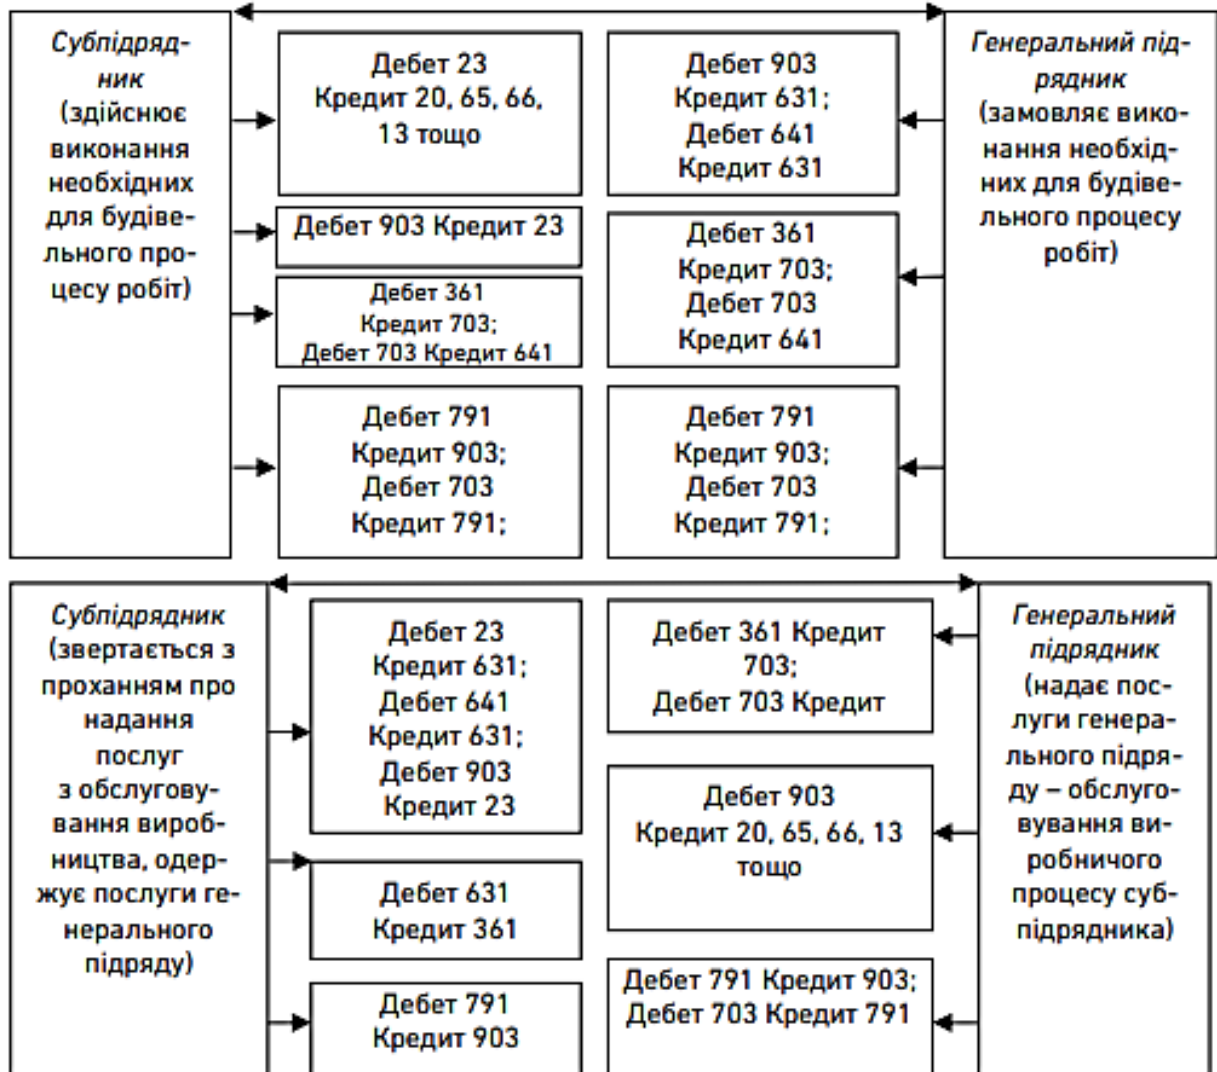 Субпідряд-
ник
(здійснює
виконання
необхідних
для будіве-
льного про-
цесу робіт)
Дебет 23
Кредит 20, 65, 66,
13 тощо
Дебет 903 Кредит 23
Дебет 361
Кредит 703;
Дебет 703 Кредит 641
Дебет 791
Кредит 903;
Дебет 703
Кредит 791;
Дебет 903
Кредит 631;
Дебет 641
Кредит 631
Дебет 361
Кредит 703;
Дебет 703
Кредит 641
Дебет 791
Кредит 903;
Дебет 703
Кредит 791;
Генеральний під-
рядник
(замовляє вико-
нання необхід-
них для будіве-
льного процесу
робіт)
Субпідрядник
(звертається з
проханням про
надання
послуг
з обслугову-
вання вироб-
ництва, одер-
жує послуги ге-
нерального
підряду)
Дебет 23
Кредит 631;
Дебет 641
Кредит 631;
Дебет 903
Кредит 23
Дебет 631
Кредит 361
Дебет 791
Кредит 903
Дебет 361 Кредит
703;
Дебет 703 Кредит
Дебет 903
Кредит 20, 65, 66, 13
тощо
Дебет 791 Кредит 903;
Дебет 703 Кредит 791
Генеральний
підрядник
(надає пос-
луги генера-
льного підря-
ду – обслуго-
вування ви-
робничого
процесу суб-
підрядника)